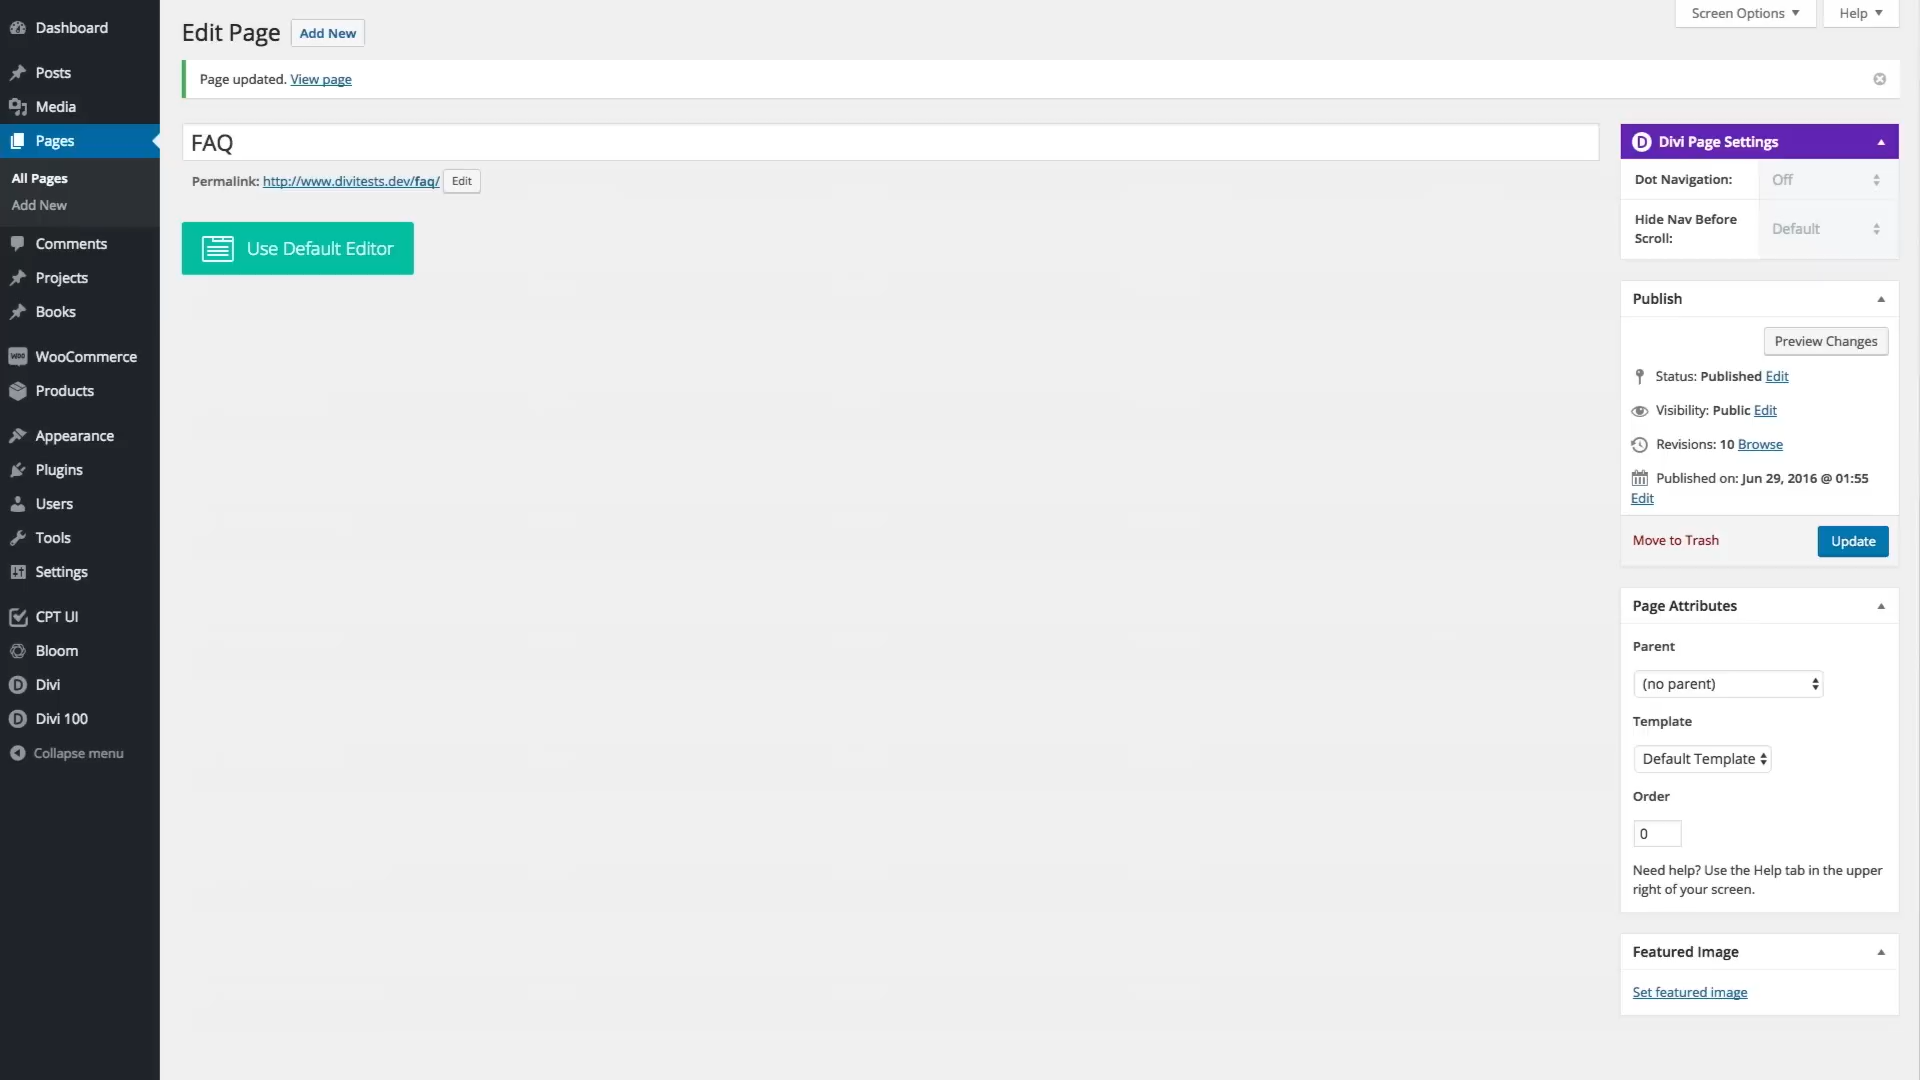 Dashboard
Posts
Media
Pages
All Pages
Add New
Comments
Projects
Books
WooCommerce
Products
Appearance
Plugins
Users
Tools
Settings
CPT UI
Bloom
Divi
Divi 100
Collapse menu
Screen Options
Help
Edit Page Add New
Page updated. View page
FAQ
Permalink: http://www.divitests.dev/faq/ Edit
Use Default Editor
D Divi Page Settings
Dot Navigation: Off
Hide Nav Before
Scroll:
Default
Publish
Preview Changes
Status: Published Edit
Visibility: Public Edit
Revisions: 10 Browse
Published on: Jun 29, 2016 @ 01:55
Edit
Move to Trash
Update
Page Attributes
Parent
(no parent)
Template
Default Template
Order
0
Need help? Use the Help tab in the upper
right of your screen.
Featured Image
Set featured image